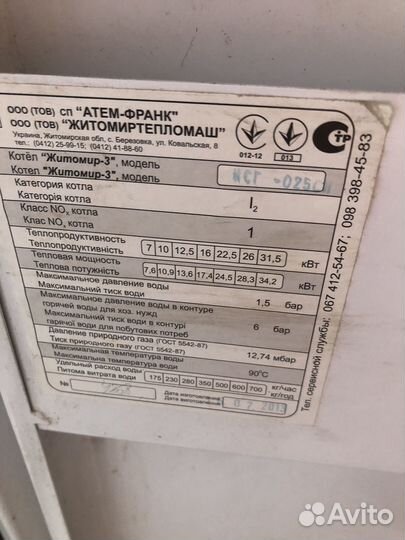 ООО (ТОВ) СП "АТЕМ-ФРАНК"
ООО (ТОВ) "ЖИТОМИРТЕПЛОМАШ"
Украина, Житомирская обл, с. Березовка, ул. Ковальская, 8
тел.: (0412) 25-99-15; (0412) 41-88-60
012-12
013
Котёл "Житомир-3", модель
Котел "Житомир-3", модель
КСГ -025СН
Категория котла
Категорія котла
I2
Класс NOx котла
Клас NOx котла
1
Теплопроизводительность
Теплопродуктивність
7 10 12,5 16 22,5 26 31,5 кВт
Тепловая мощность
Теплова потужність
7,6 10,9 13,6 17,4 24,5 28,3 34,2 кВт
Максимальное давление воды
Максимальний тиск води
1,5 бар
Максимальное давление воды в контуре
горячей воды для хоз. нужд
Максимальний тиск води в контурі
гарячої води для побутових потреб
6 бар
Давление природного газа (ГОСТ 5542-87)
Тиск природного газу (ГОСТ 5542-87)
12,74 мбар
Максимальная температура воды
Максимальна температура води
90°С
Удельный расход воды
Питома витрата води
175 230 280 350 500 600 700 кг/час
кг/год
№
Дата изготовления
Дата виготовлення
07 2013
Тел. сервисной службы: 067 412-54-67; 098 398-45-83
Avito